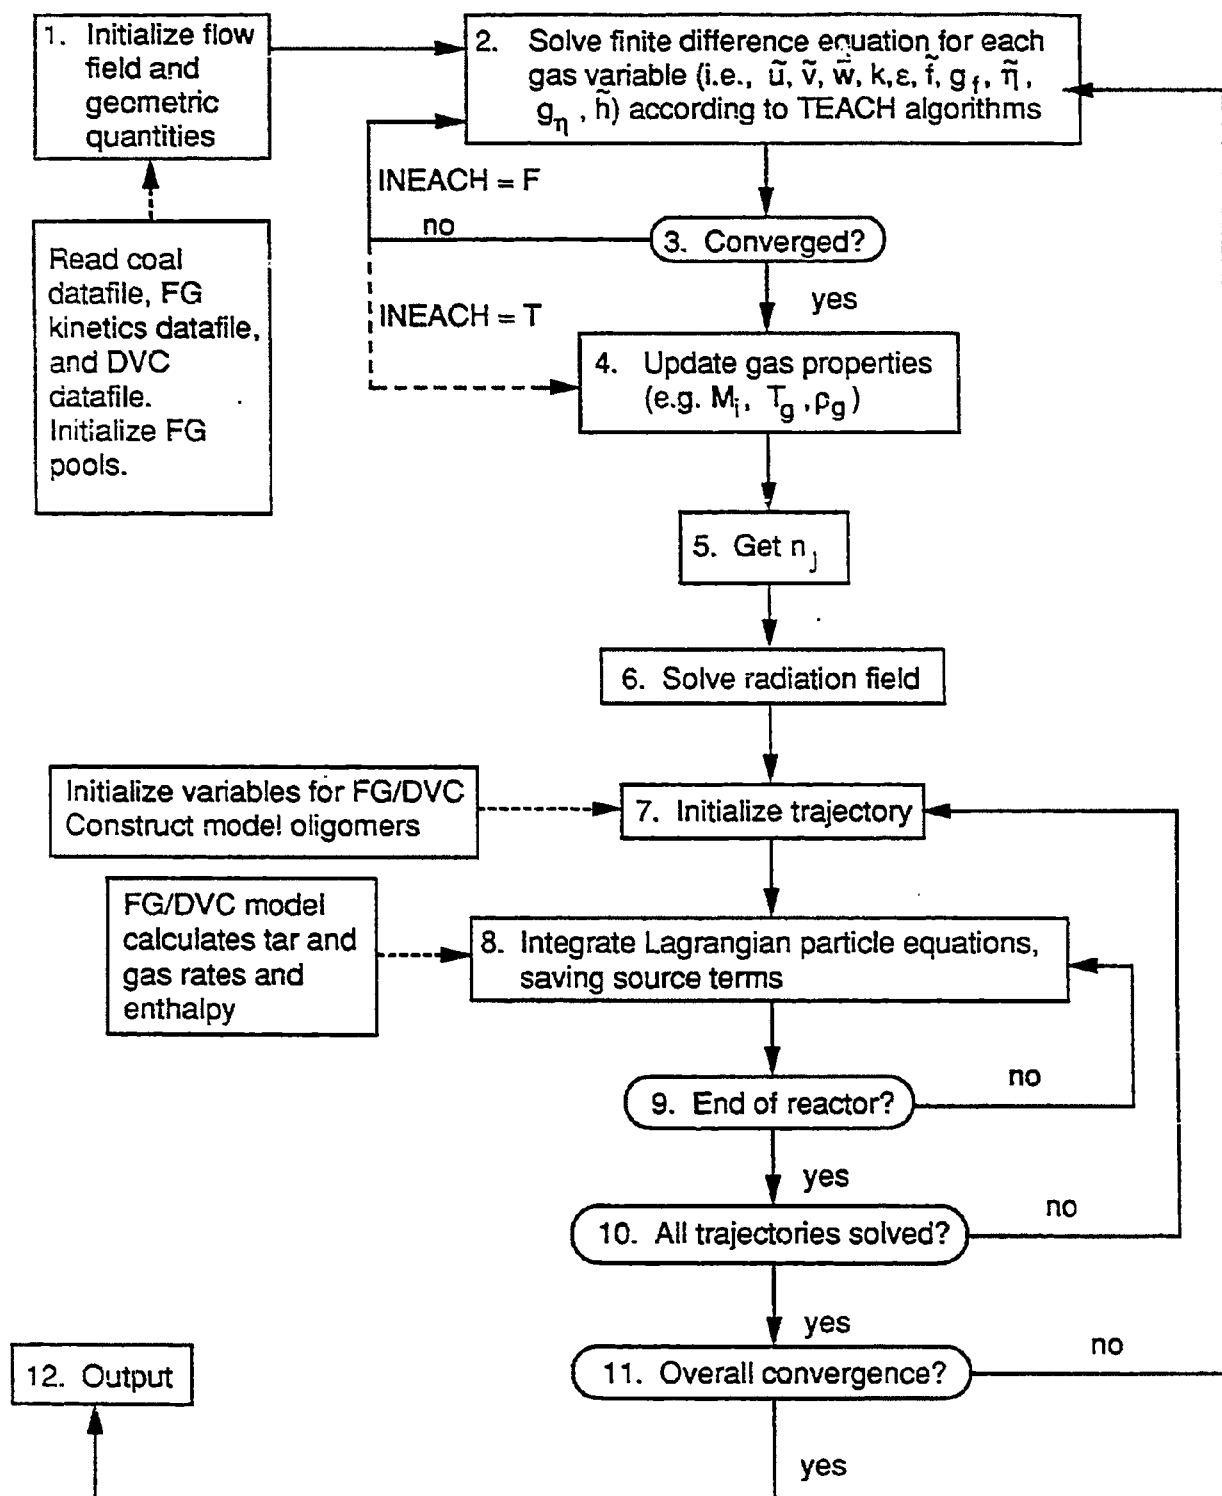 1. Initialize flow
field and
geometric
quantities
2. Solve finite difference equation for each
gas variable (i.e., ũ, ṽ, w̃, k, ε, f̃, g_f, η̃,
g_η, h̃) according to TEACH algorithms
INEACH = F
no
3. Converged?
Read coal
datafile, FG
kinetics datafile,
and DVC
datafile.
Initialize FG
pools.
yes
INEACH = T
4. Update gas properties
(e.g. M_i, T_g, ρ_g)
5. Get n_j
6. Solve radiation field
Initialize variables for FG/DVC
Construct model oligomers
7. Initialize trajectory
FG/DVC model
calculates tar and
gas rates and
enthalpy
8. Integrate Lagrangian particle equations,
saving source terms
no
9. End of reactor?
yes
no
10. All trajectories solved?
yes
no
12. Output
11. Overall convergence?
yes